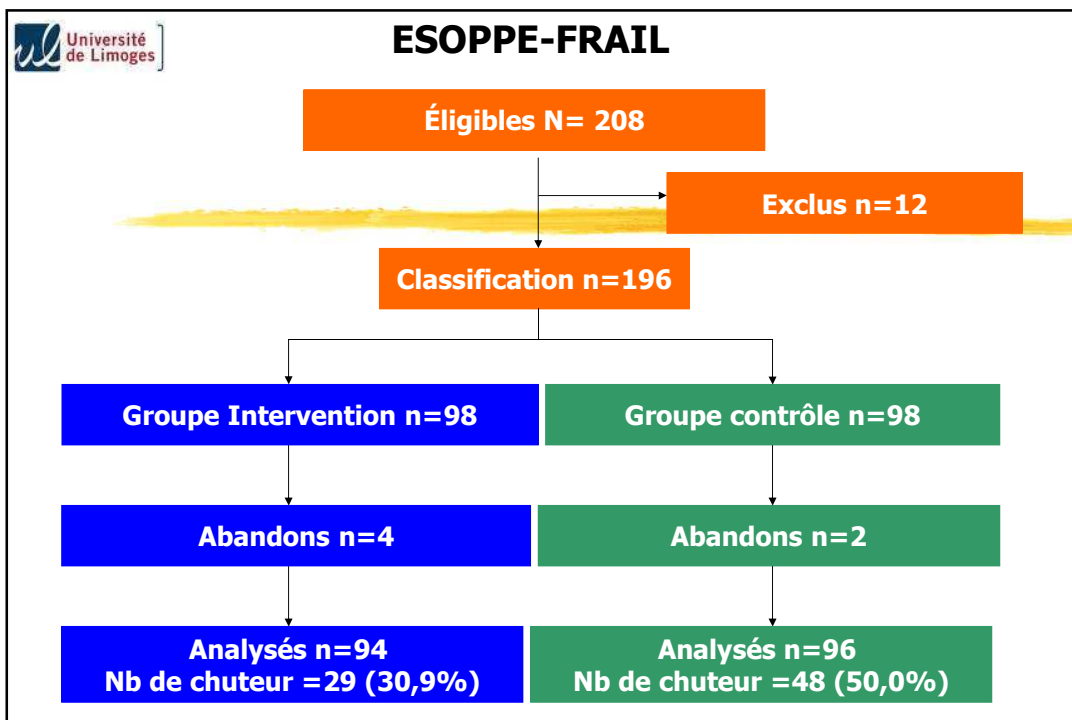 Université
de Limoges
ESOPPE-FRAIL
Éligibles N= 208
Exclus n=12
Classification n=196
Groupe Intervention n=98
Groupe contrôle n=98
Abandons n=4
Abandons n=2
Analysés n=94
Nb de chuteur =29 (30,9%)
Analysés n=96
Nb de chuteur =48 (50,0%)